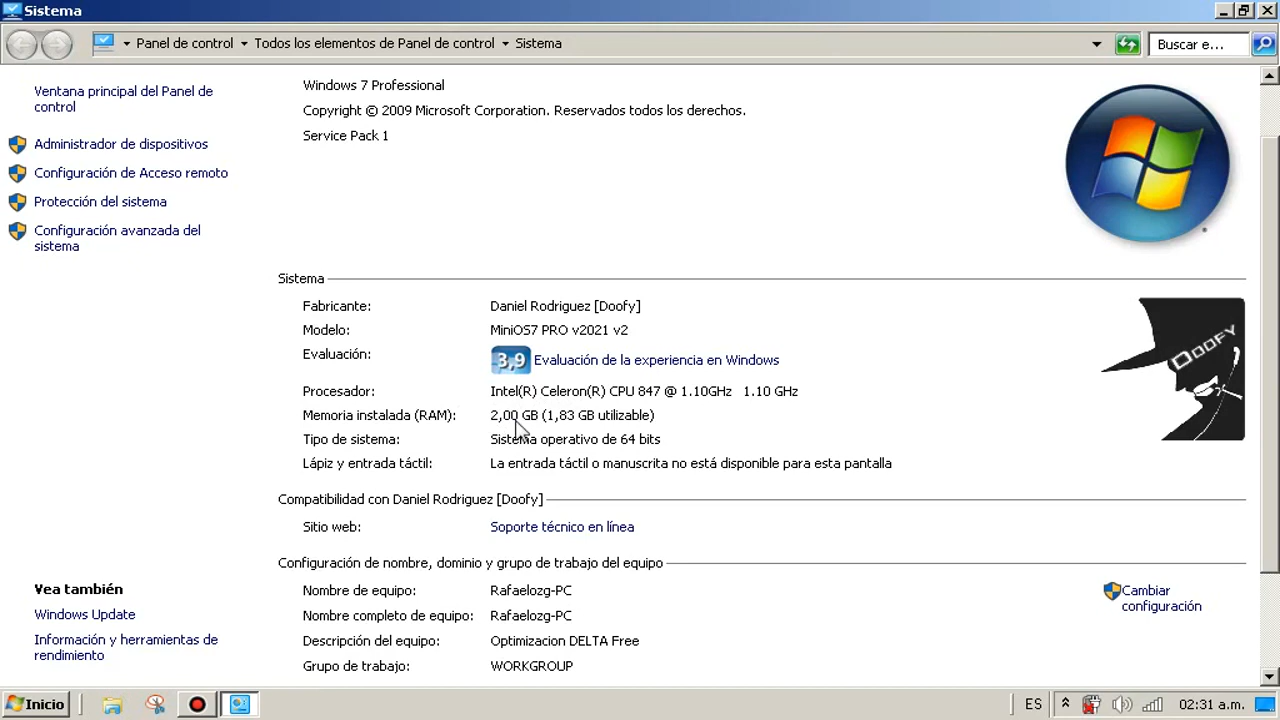 Sistema
Panel de control Todos los elementos de Panel de control Sistema
Buscar e...
Ventana principal del Panel de
control
Administrador de dispositivos
Configuración de Acceso remoto
Protección del sistema
Configuración avanzada del
sistema
Vea también
Windows Update
Información y herramientas de
rendimiento
Windows 7 Professional
Copyright © 2009 Microsoft Corporation. Reservados todos los derechos.
Service Pack 1
Sistema
Fabricante: Daniel Rodriguez [Doofy]
Modelo: MiniOS7 PRO v2021 v2
Evaluación: 3,9 Evaluación de la experiencia en Windows
Procesador: Intel(R) Celeron(R) CPU 847 @ 1.10GHz 1.10 GHz
Memoria instalada (RAM): 2,00 GB (1,83 GB utilizable)
Tipo de sistema: Sistema operativo de 64 bits
Lápiz y entrada táctil: La entrada táctil o manuscrita no está disponible para esta pantalla
DOOFY
Compatibilidad con Daniel Rodriguez [Doofy]
Sitio web: Soporte técnico en línea
Configuración de nombre, dominio y grupo de trabajo del equipo
Nombre de equipo: Rafaelozg-PC
Cambiar
configuración
Nombre completo de equipo: Rafaelozg-PC
Descripción del equipo: Optimizacion DELTA Free
Grupo de trabajo: WORKGROUP
Inicio
ES
02:31 a.m.